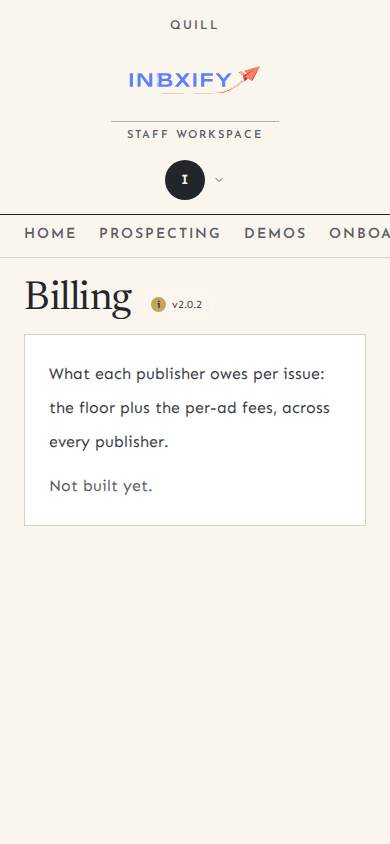 QUILL
INBXIFY
STAFF WORKSPACE
I
HOME PROSPECTING DEMOS ONBOA
Billing i v2.0.2
What each publisher owes per issue:
the floor plus the per-ad fees, across
every publisher.
Not built yet.